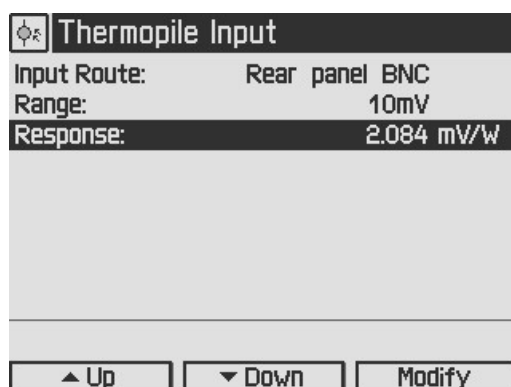 Thermopile Input
Input Route: Rear panel BNC
Range: 10mV
Response: 2.084 mV/W
▲ Up ▼ Down Modify